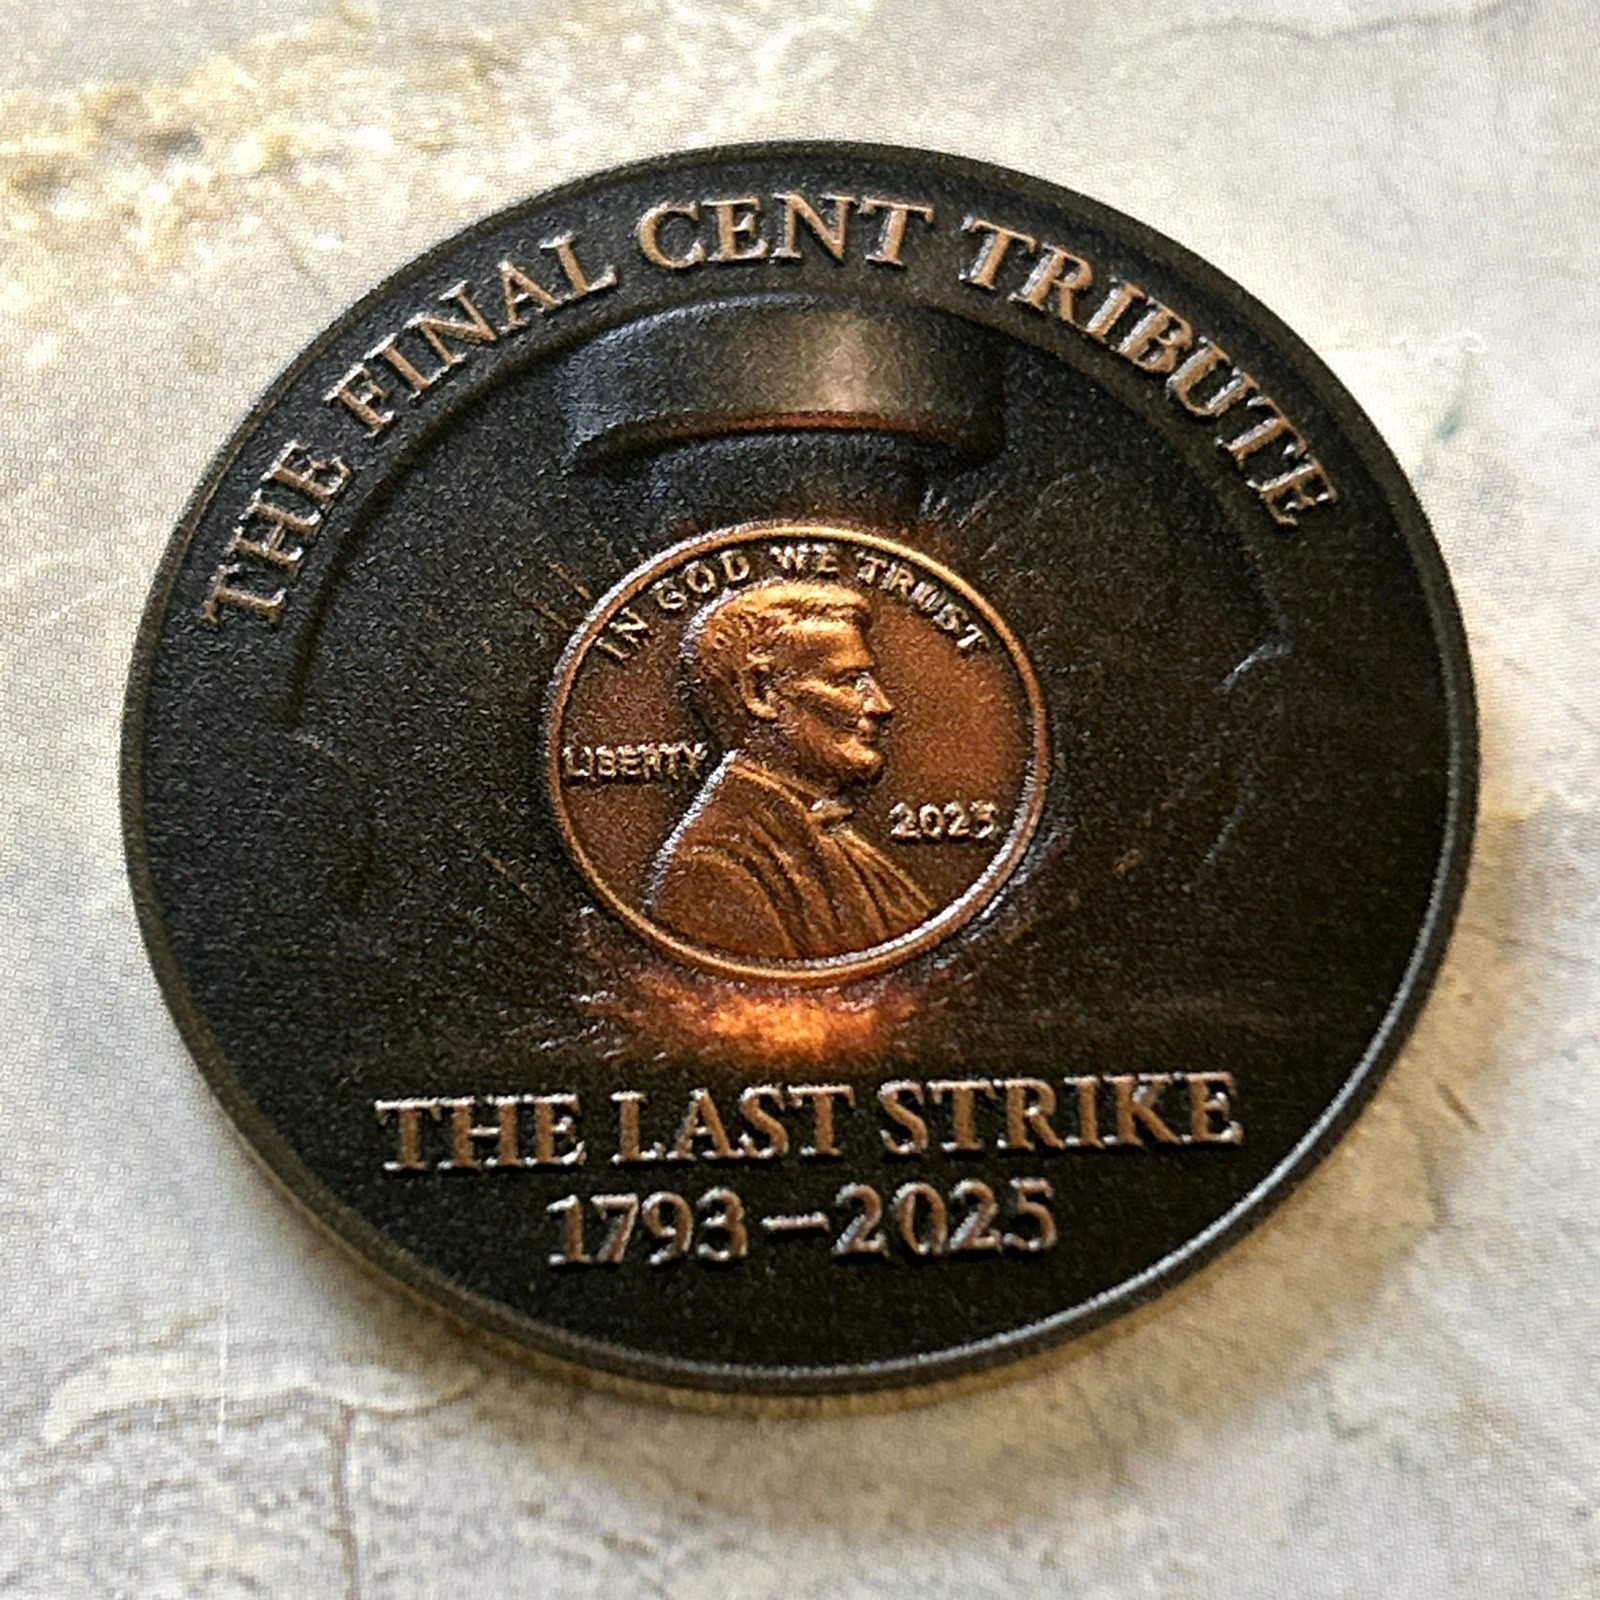 THE FINAL CENT TRIBUTE
IN GOD WE TRUST
LIBERTY
2025
THE LAST STRIKE
1793–2025